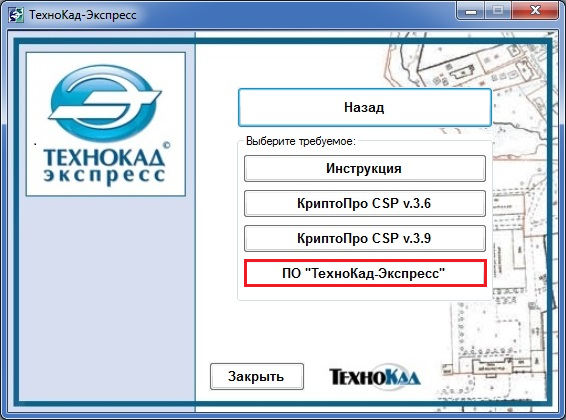 ТехноКад-Экспресс
ТЕХНОКАД©
экспресс
Назад
Выберите требуемое:
Инструкция
КриптоПро CSP v.3.6
КриптоПро CSP v.3.9
ПО "ТехноКад-Экспресс"
Закрыть
ТЕХНОКАД